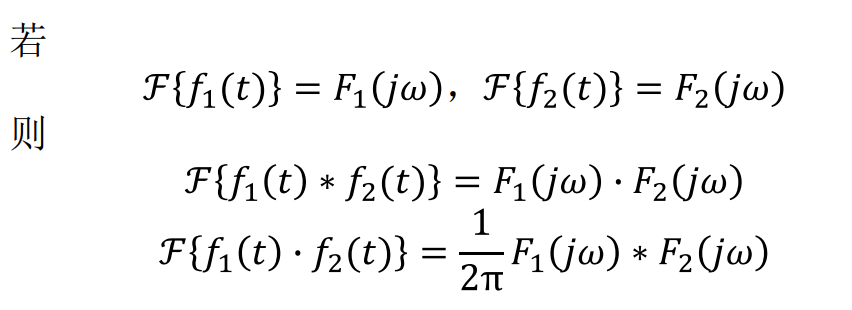 若
ℱ{f₁(t)} = F₁(jω)，ℱ{f₂(t)} = F₂(jω)
则
ℱ{f₁(t) ∗ f₂(t)} = F₁(jω) · F₂(jω)
ℱ{f₁(t) · f₂(t)} = \frac{1}{2π} F₁(jω) ∗ F₂(jω)